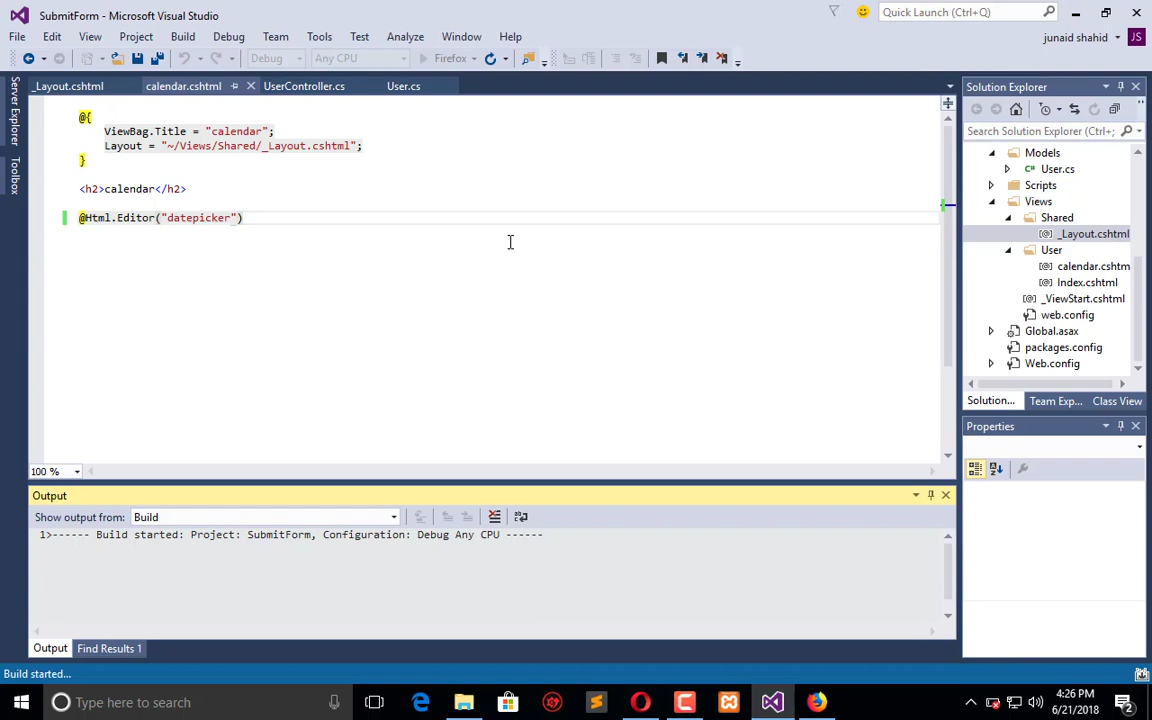 SubmitForm - Microsoft Visual Studio
Quick Launch (Ctrl+Q)
File Edit View Project Build Debug Team Tools Test Analyze Window Help
junaid shahid JS
Debug Any CPU Firefox
Server Explorer
Toolbox
_Layout.cshtml calendar.cshtml UserController.cs User.cs
@{
ViewBag.Title = "calendar";
Layout = "~/Views/Shared/_Layout.cshtml";
}
<h2>calendar</h2>
@Html.Editor("datepicker")
100 %
Solution Explorer
Search Solution Explorer (Ctrl+;
Models
C# User.cs
Scripts
Views
Shared
[@] _Layout.cshtml
User
[@] calendar.cshtm
[@] Index.cshtml
[@] _ViewStart.cshtml
web.config
Global.asax
packages.config
Web.config
Solution... Team Exp... Class View
Properties
Output
Show output from: Build
1>------ Build started: Project: SubmitForm, Configuration: Debug Any CPU ------
Output Find Results 1
Build started...
Type here to search
4:26 PM
6/21/2018
2